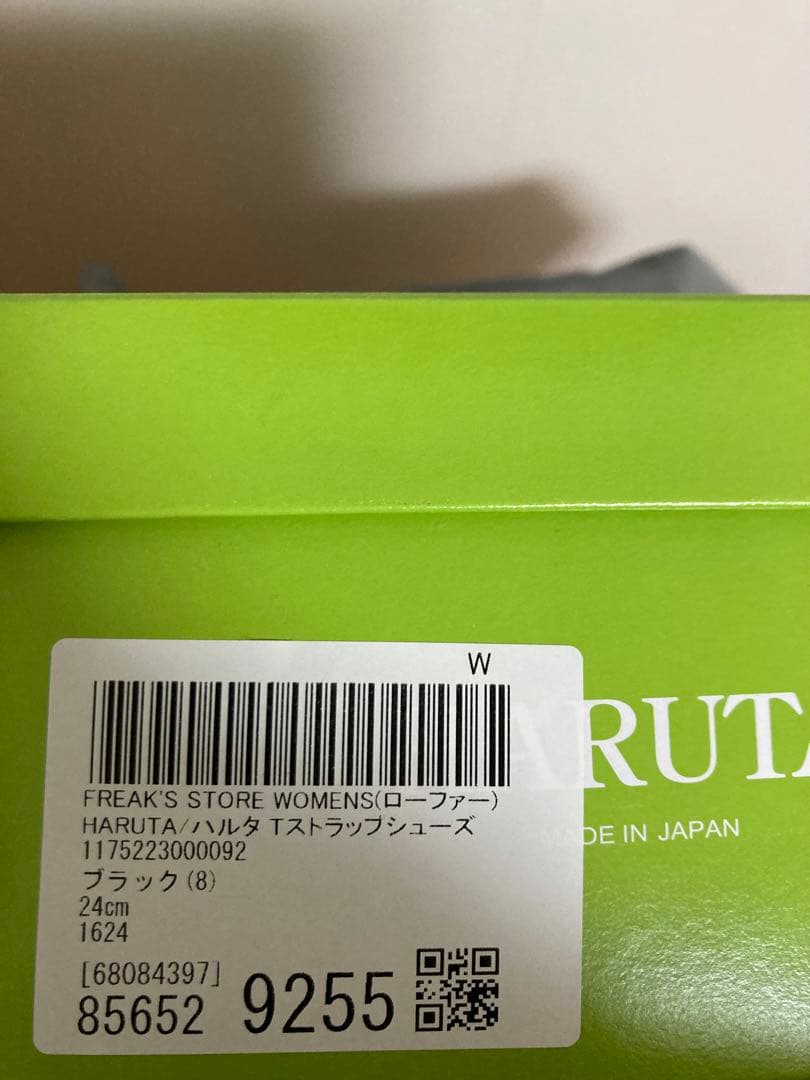 W
FREAK'S STORE WOMENS(ローファー)
HARUTA/ハルタ Tストラップシューズ
1175223000092
ブラック(8)
24cm
1624
[68084397]
85652 9255
ARUTA
MADE IN JAPAN